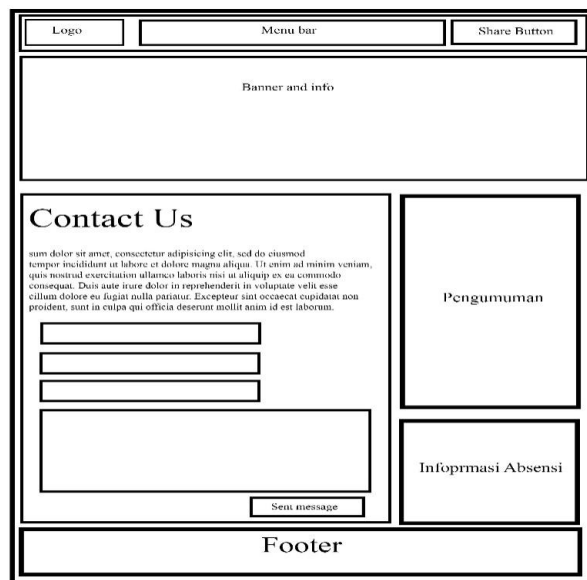 Logo
Menu bar
Share Button
Banner and info
Contact Us
sum dolor sit amet, consectetur adipisicing elit, sed do eiusmod
tempor incididunt ut labore et dolore magna aliqua. Ut enim ad minim veniam,
quis nostrud exercitation ullamco laboris nisi ut aliquip ex ea commodo
consequat. Duis aute irure dolor in reprehenderit in voluptate velit esse
cillum dolore eu fugiat nulla pariatur. Excepteur sint occaecat cupidatat non
proident, sunt in culpa qui officia deserunt mollit anim id est laborum.
Sent message
Pengumuman
Infoprmasi Absensi
Footer